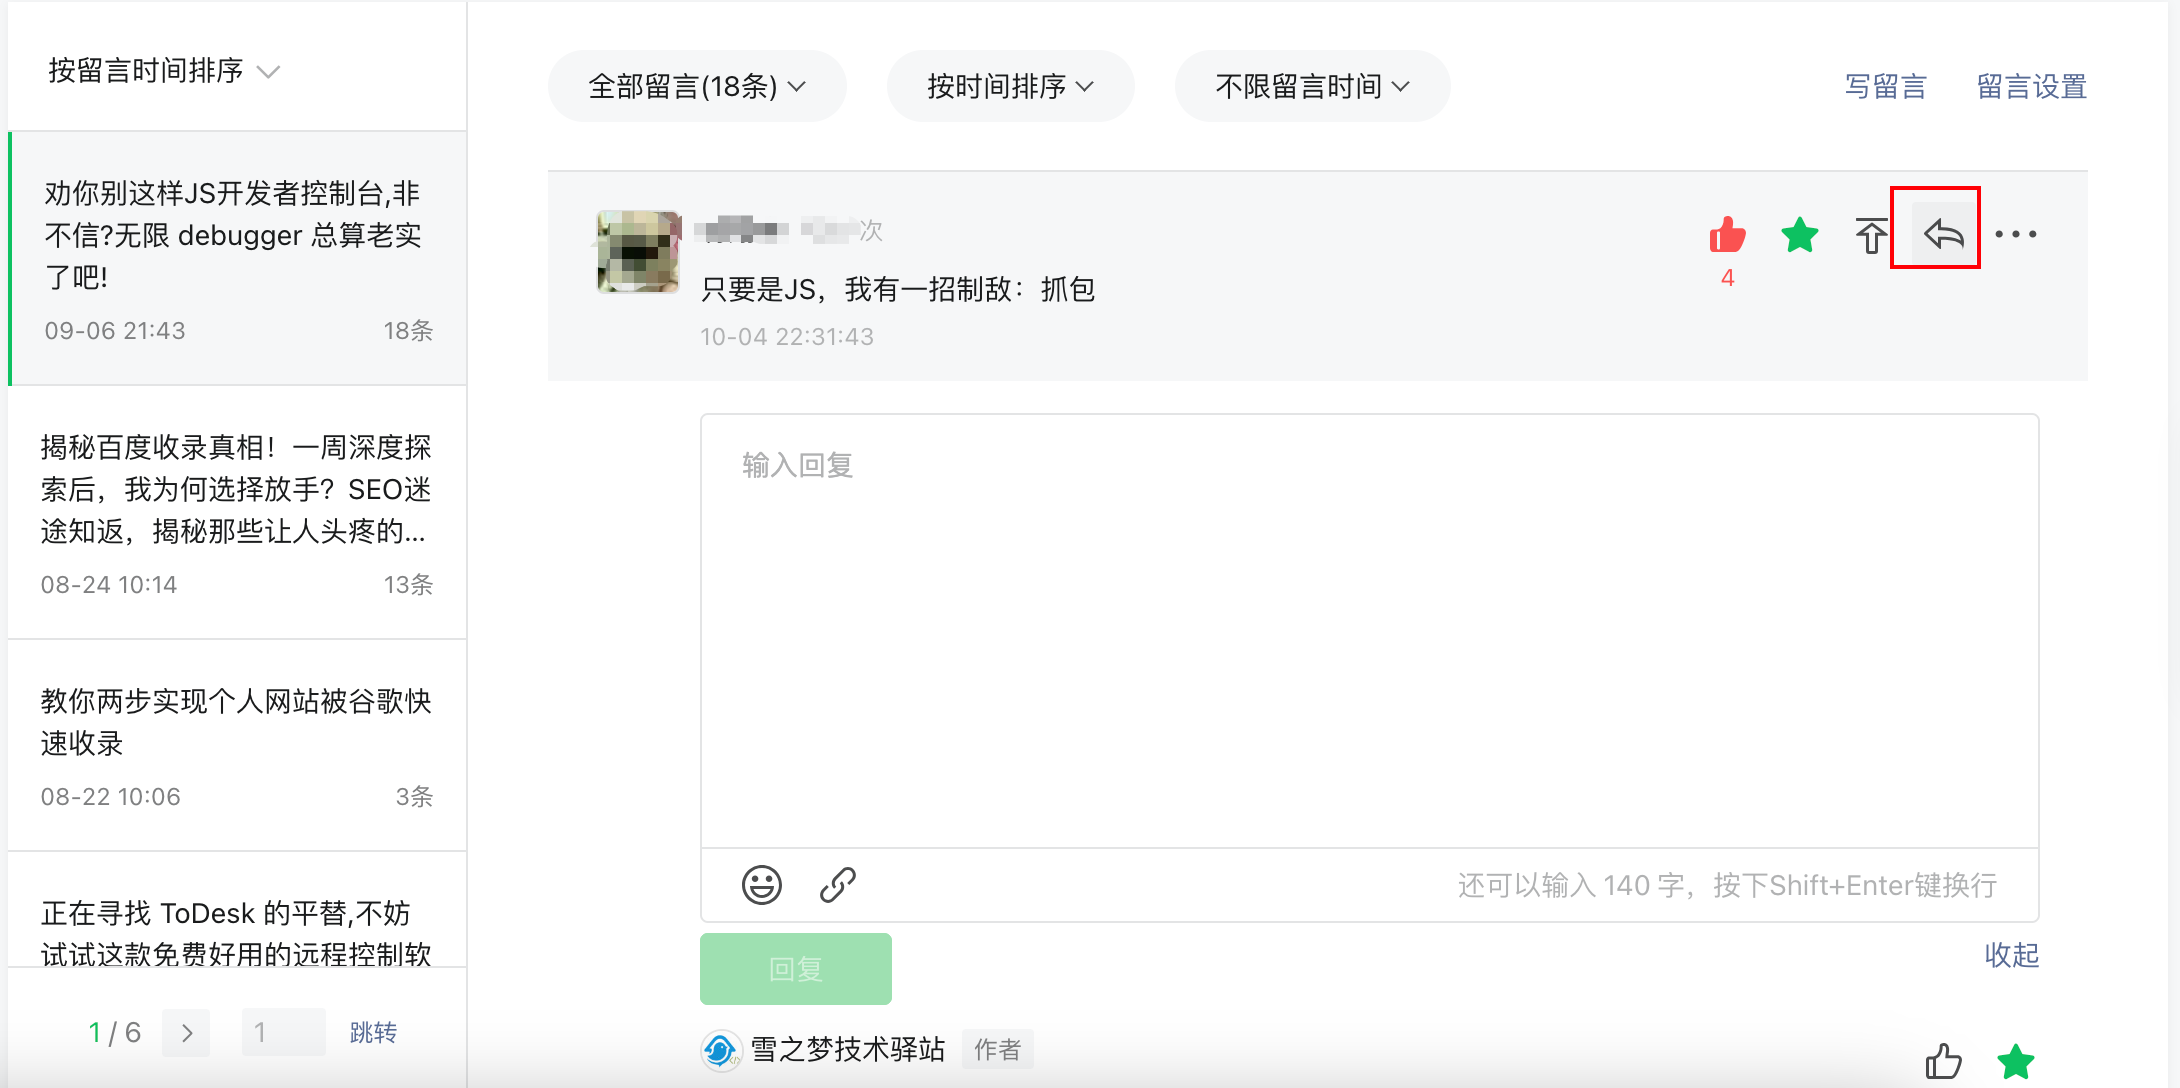 按留言时间排序
劝你别这样JS开发者控制台,非
不信?无限 debugger 总算老实
了吧!
09-06 21:43
18条
揭秘百度收录真相！一周深度探
索后，我为何选择放手？SEO迷
途知返，揭秘那些让人头疼的...
08-24 10:14
13条
教你两步实现个人网站被谷歌快
速收录
08-22 10:06
3条
正在寻找 ToDesk 的平替,不妨
试试这款免费好用的远程控制软
1 / 6
1
跳转
全部留言(18条)
按时间排序
不限留言时间
写留言
留言设置
次
只要是JS，我有一招制敌：抓包
10-04 22:31:43
4
输入回复
还可以输入 140 字，按下Shift+Enter键换行
回复
收起
雪之梦技术驿站
作者